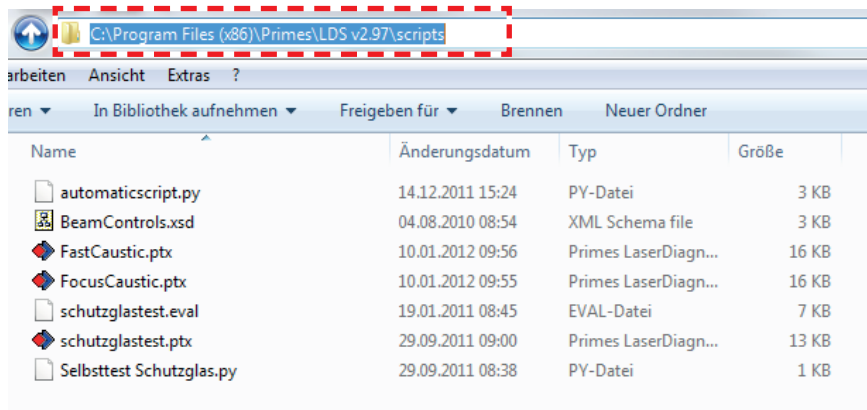 C:\Program Files (x86)\Primes\LDS v2.97\scripts
arbeiten Ansicht Extras ?
ren In Bibliothek aufnehmen Freigeben für Brennen Neuer Ordner
Name Änderungsdatum Typ Größe
automaticscript.py 14.12.2011 15:24 PY-Datei 3 KB
BeamControls.xsd 04.08.2010 08:54 XML Schema file 3 KB
FastCaustic.ptx 10.01.2012 09:56 Primes LaserDiagn... 16 KB
FocusCaustic.ptx 10.01.2012 09:55 Primes LaserDiagn... 16 KB
schutzglastest.eval 19.01.2011 08:45 EVAL-Datei 7 KB
schutzglastest.ptx 29.09.2011 09:00 Primes LaserDiagn... 13 KB
Selbsttest Schutzglas.py 29.09.2011 08:38 PY-Datei 1 KB